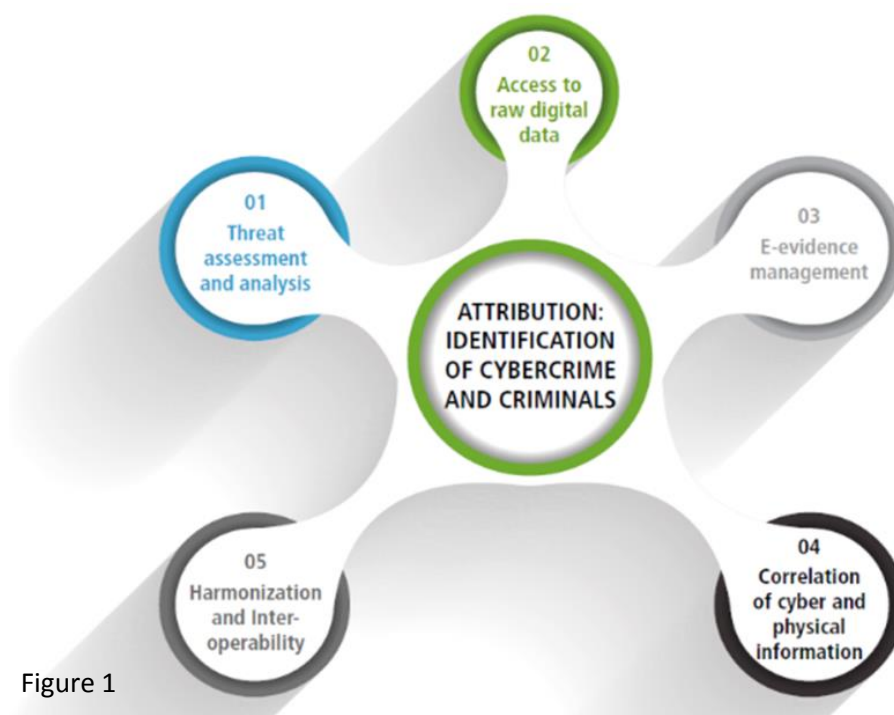 02
Access to
raw digital
data
01
Threat
assessment
and analysis
03
E-evidence
management
ATTRIBUTION:
IDENTIFICATION
OF CYBERCRIME
AND CRIMINALS
05
Harmonization
and Inter-
operability
04
Correlation
of cyber and
physical
information
Figure 1